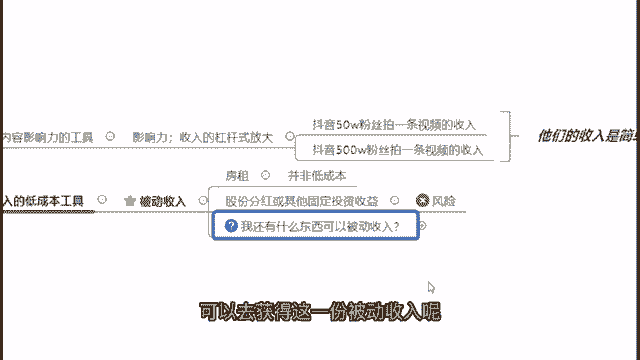 内容影响力的工具 影响力；收入的杠杆式放大
抖音50w粉丝拍一条视频的收入
抖音500w粉丝拍一条视频的收入
他们的收入是简单
入的低成本工具 被动收入
房租 并非低成本
股份分红或其他固定投资收益 风险
我还有什么东西可以被动收入？
可以去获得这一份被动收入呢